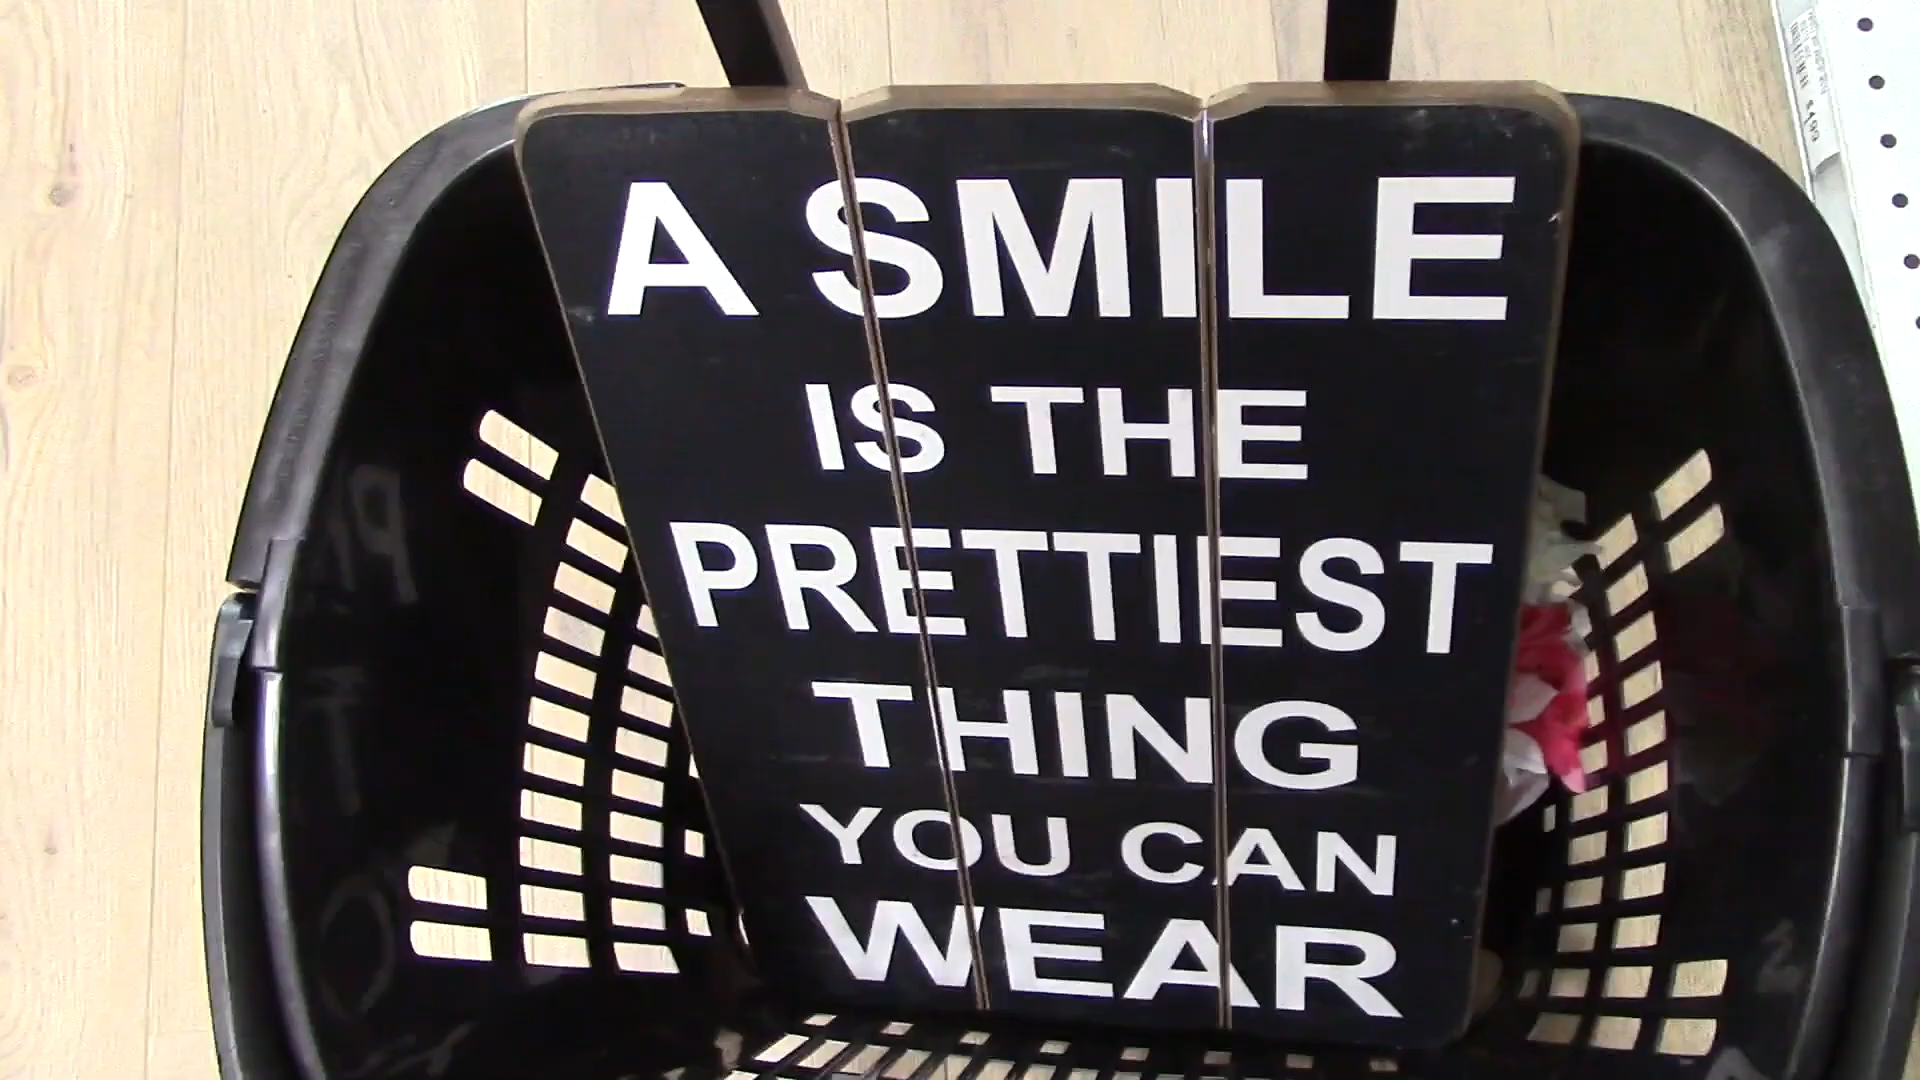 A SMILE
IS THE
PRETTIEST
THING
YOU CAN
WEAR